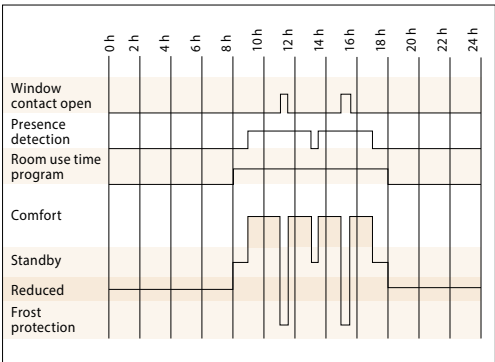 0 h
2 h
4 h
6 h
8 h
10 h
12 h
14 h
16 h
18 h
20 h
22 h
24 h
Window
contact open
Presence
detection
Room use time
program
Comfort
Standby
Reduced
Frost
protection